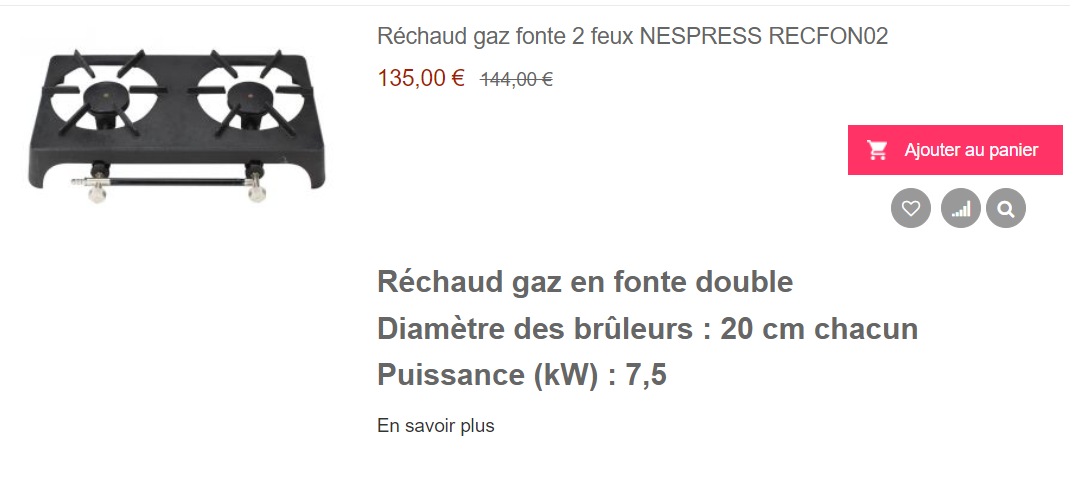 Réchaud gaz fonte 2 feux NESPRESS RECFON02
135,00 € 144,00 €
Ajouter au panier
Réchaud gaz en fonte double
Diamètre des brûleurs : 20 cm chacun
Puissance (kW) : 7,5
En savoir plus